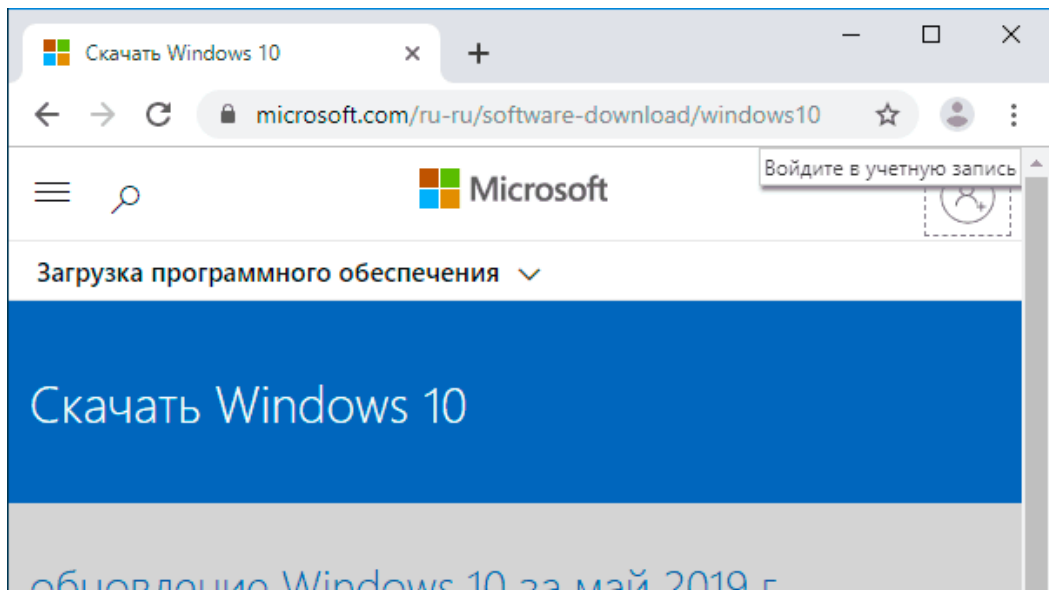 Скачать Windows 10
microsoft.com/ru-ru/software-download/windows10
Войдите в учетную запись
Microsoft
Загрузка программного обеспечения
Скачать Windows 10
обновление Windows 10 за май 2019 г.